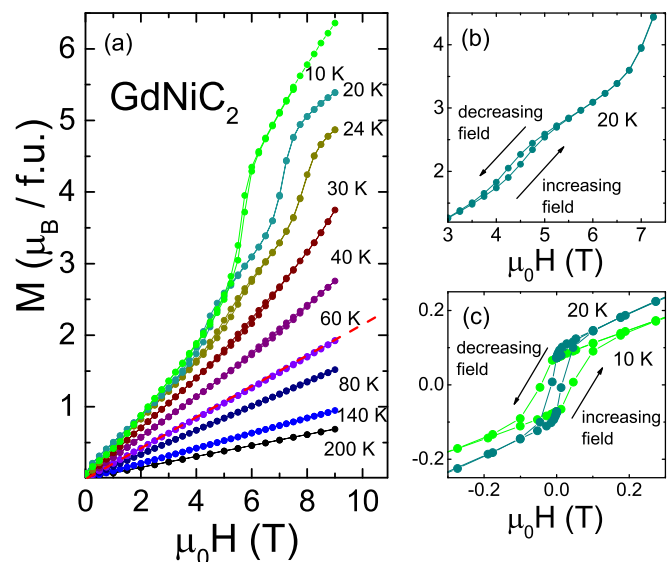 (a)
GdNiC₂
10 K
20 K
24 K
30 K
40 K
60 K
80 K
140 K
200 K
M (μ_B / f.u.)
6
5
4
3
2
1
0 2 4 6 8 10
μ₀H (T)
(b)
decreasing
field
20 K
increasing
field
4
3
2
3 4 5 6 7
μ₀H (T)
(c)
20 K
decreasing
field
10 K
increasing
field
0.2
0.0
-0.2
-0.2 0.0 0.2
μ₀H (T)